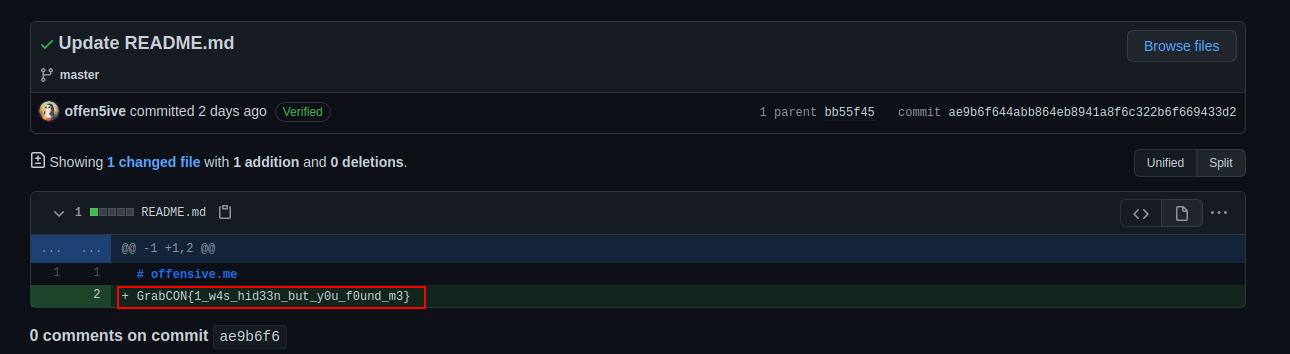 Update README.md
Browse files
master
offen5ive committed 2 days ago Verified
1 parent bb55f45 commit ae9b6f644abb864eb8941a8f6c322b6f669433d2
Showing 1 changed file with 1 addition and 0 deletions.
Unified Split
1 README.md
... ... @@ -1 +1,2 @@
1 1 # offensive.me
2 + GrabCON{1_w4s_hid33n_but_y0u_f0und_m3}
0 comments on commit ae9b6f6